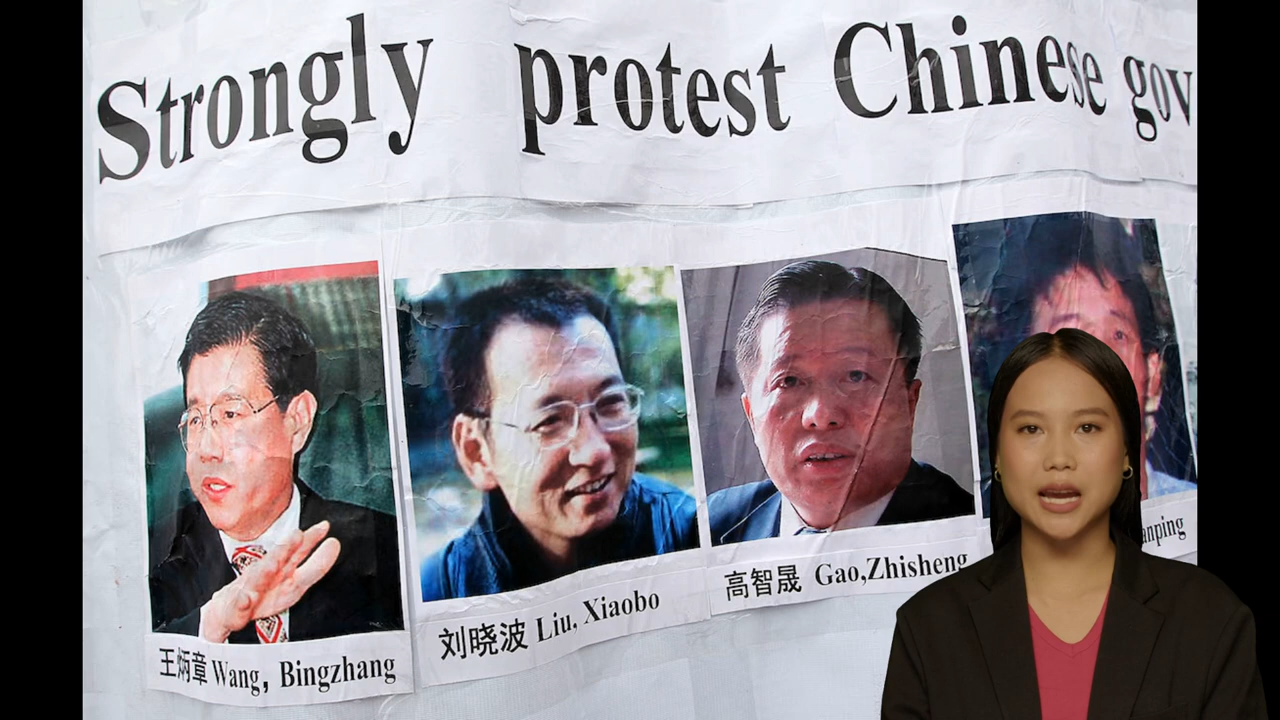 Strongly protest Chinese gov
王炳章 Wang, Bingzhang
刘晓波 Liu, Xiaobo
高智晟 Gao,Zhisheng
anping